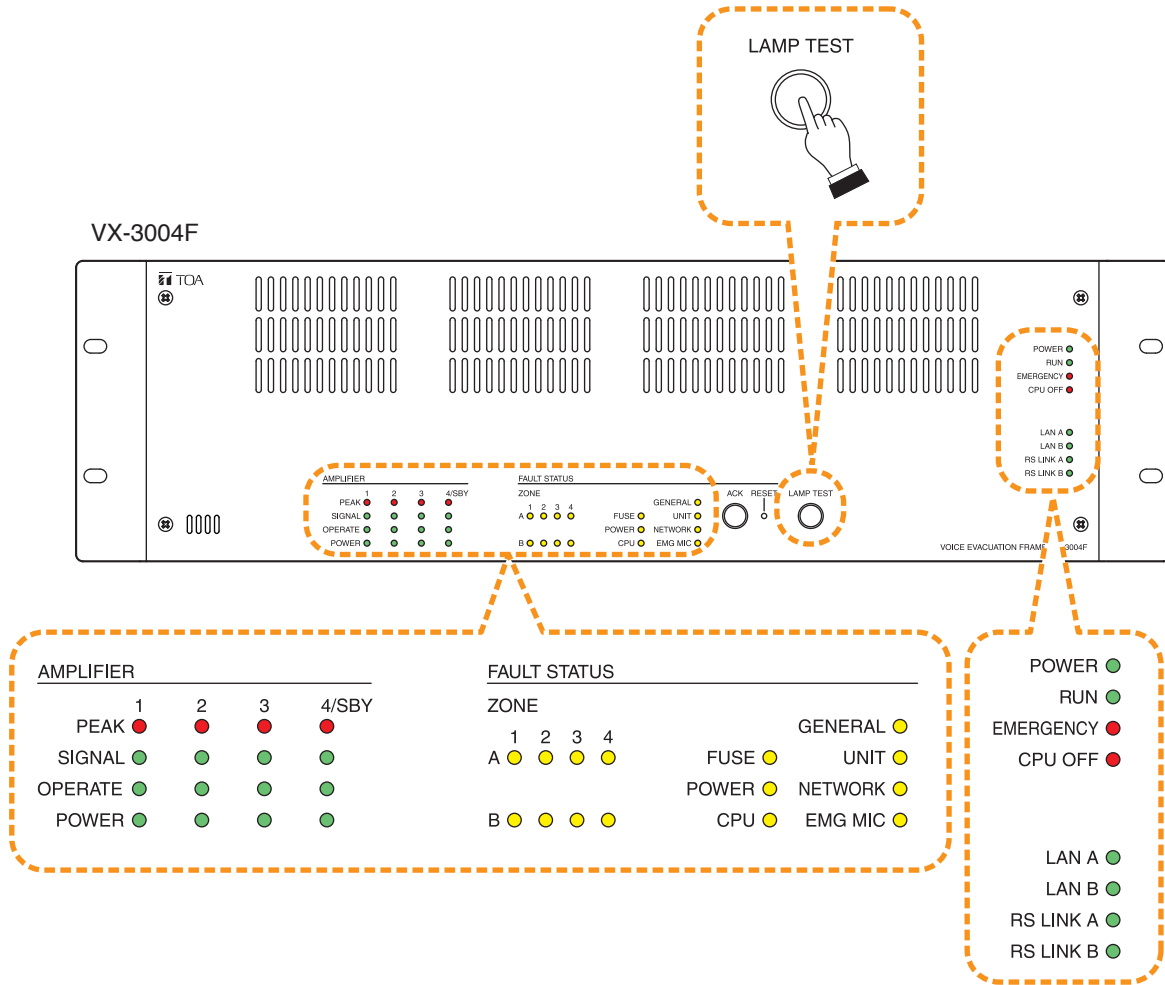 LAMP TEST
VX-3004F
TOA
POWER
RUN
EMERGENCY
CPU OFF
LAN A
LAN B
RS LINK A
RS LINK B
AMPLIFIER
1 2 3 4/SBY
PEAK
SIGNAL
OPERATE
POWER
FAULT STATUS
ZONE
1 2 3 4
A
B
GENERAL
FUSE UNIT
POWER NETWORK
CPU EMG MIC
ACK RESET LAMP TEST
VOICE EVACUATION FRAME 3004F
AMPLIFIER
1 2 3 4/SBY
PEAK
SIGNAL
OPERATE
POWER
FAULT STATUS
ZONE
1 2 3 4
A
B
GENERAL
FUSE UNIT
POWER NETWORK
CPU EMG MIC
POWER
RUN
EMERGENCY
CPU OFF
LAN A
LAN B
RS LINK A
RS LINK B